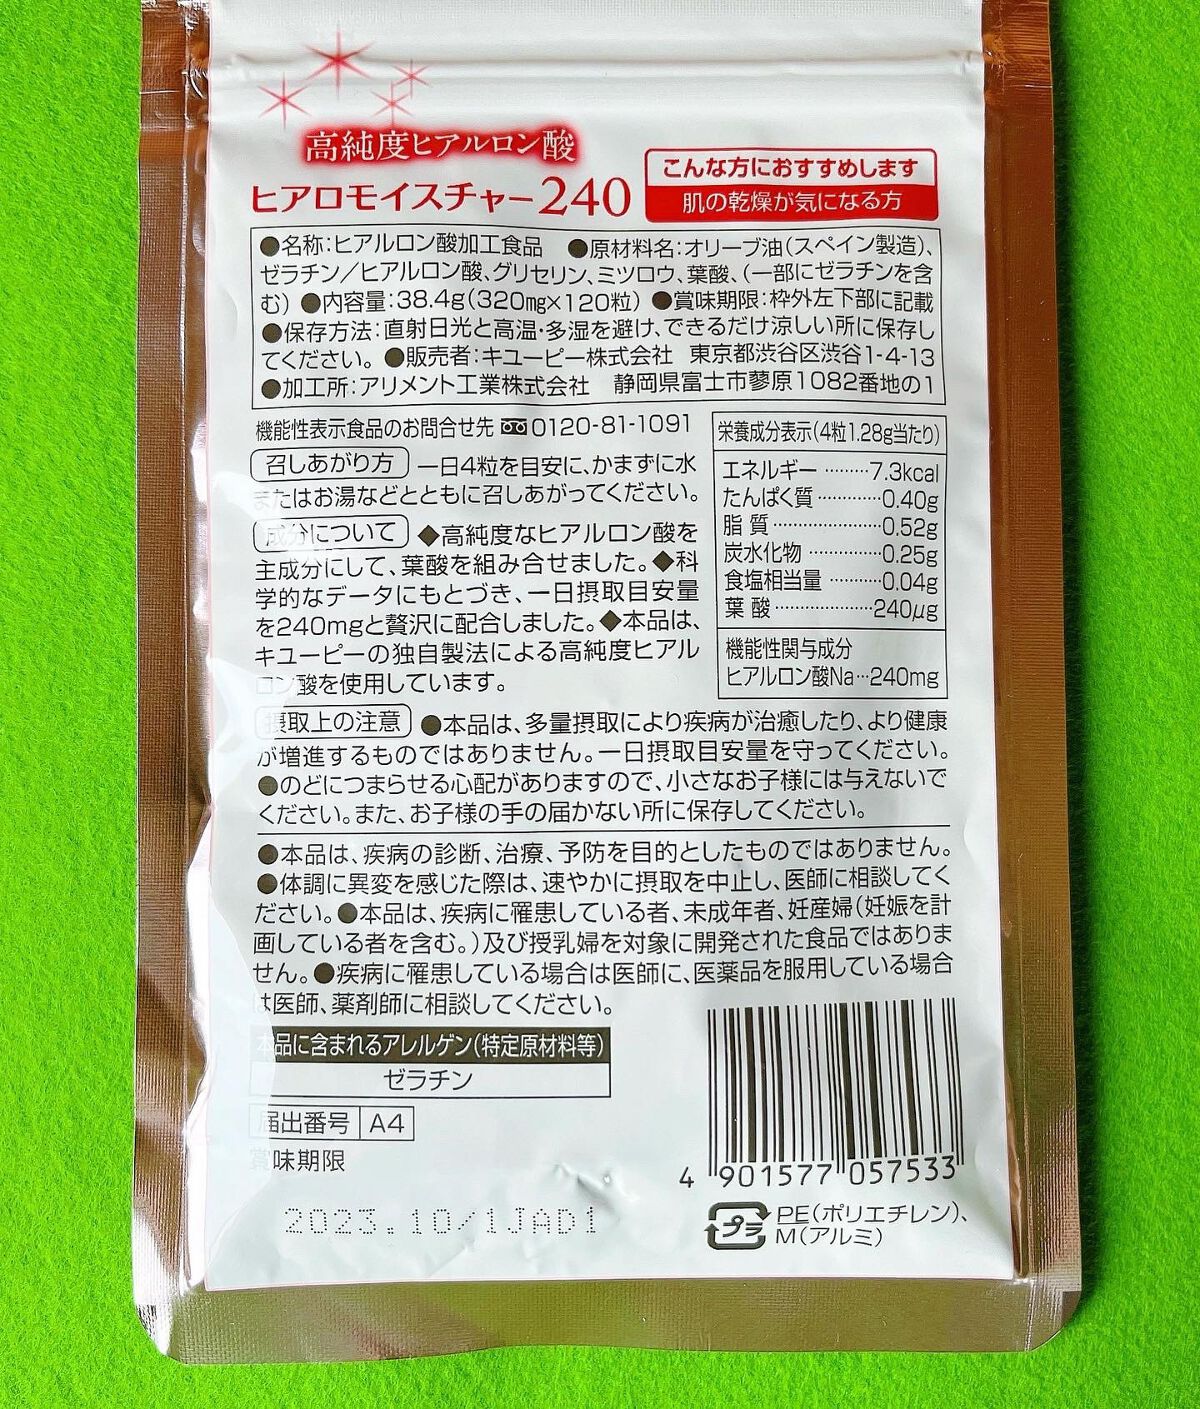 高純度ヒアルロン酸
ヒアロモイスチャー240
こんな方におすすめします
肌の乾燥が気になる方
●名称:ヒアルロン酸加工食品 ●原材料名:オリーブ油(スペイン製造)、
ゼラチン/ヒアルロン酸、グリセリン、ミツロウ、葉酸、(一部にゼラチンを含
む) ●内容量:38.4g(320mg×120粒) ●賞味期限:枠外左下部に記載
●保存方法:直射日光と高温・多湿を避け、できるだけ涼しい所に保存し
てください。 ●販売者:キユーピー株式会社 東京都渋谷区渋谷1-4-13
●加工所:アリメント工業株式会社 静岡県富士市蓼原1082番地の1
機能性表示食品のお問合せ先 0120-81-1091
召しあがり方 一日4粒を目安に、かまずに水
またはお湯などとともに召しあがってください。
成分について ◆高純度なヒアルロン酸を
主成分にして、葉酸を組み合せました。◆科
学的なデータにもとづき、一日摂取目安量
を240mgと贅沢に配合しました。◆本品は、
キユーピーの独自製法による高純度ヒアル
ロン酸を使用しています。
栄養成分表示(4粒1.28g当たり)
エネルギー………7.3kcal
たんぱく質…………0.40g
脂質………………0.52g
炭水化物…………0.25g
食塩相当量………0.04g
葉酸………………240μg
機能性関与成分
ヒアルロン酸Na…240mg
摂取上の注意 ●本品は、多量摂取により疾病が治癒したり、より健康
が増進するものではありません。一日摂取目安量を守ってください。
●のどにつまらせる心配がありますので、小さなお子様には与えないで
ください。また、お子様の手の届かない所に保存してください。
●本品は、疾病の診断、治療、予防を目的としたものではありません。
●体調に異変を感じた際は、速やかに摂取を中止し、医師に相談してく
ださい。●本品は、疾病に罹患している者、未成年者、妊産婦(妊娠を計
画している者を含む。)及び授乳婦を対象に開発された食品ではありま
せん。●疾病に罹患している場合は医師に、医薬品を服用している場合
は医師、薬剤師に相談してください。
本品に含まれるアレルゲン(特定原材料等)
ゼラチン
届出番号 A4
賞味期限
2023.10/1JAD1
4 901577 057533
プラ
PE(ポリエチレン)、
M(アルミ)